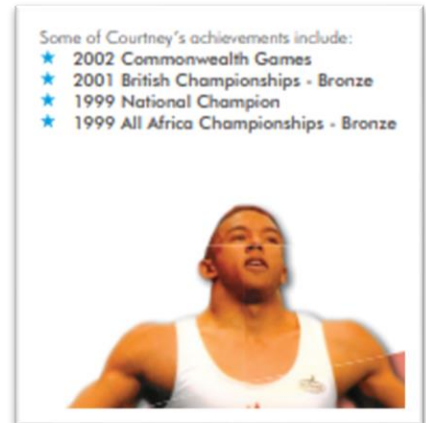 Some of Courtney's achievements include:
★ 2002 Commonwealth Games
★ 2001 British Championships - Bronze
★ 1999 National Champion
★ 1999 All Africa Championships - Bronze